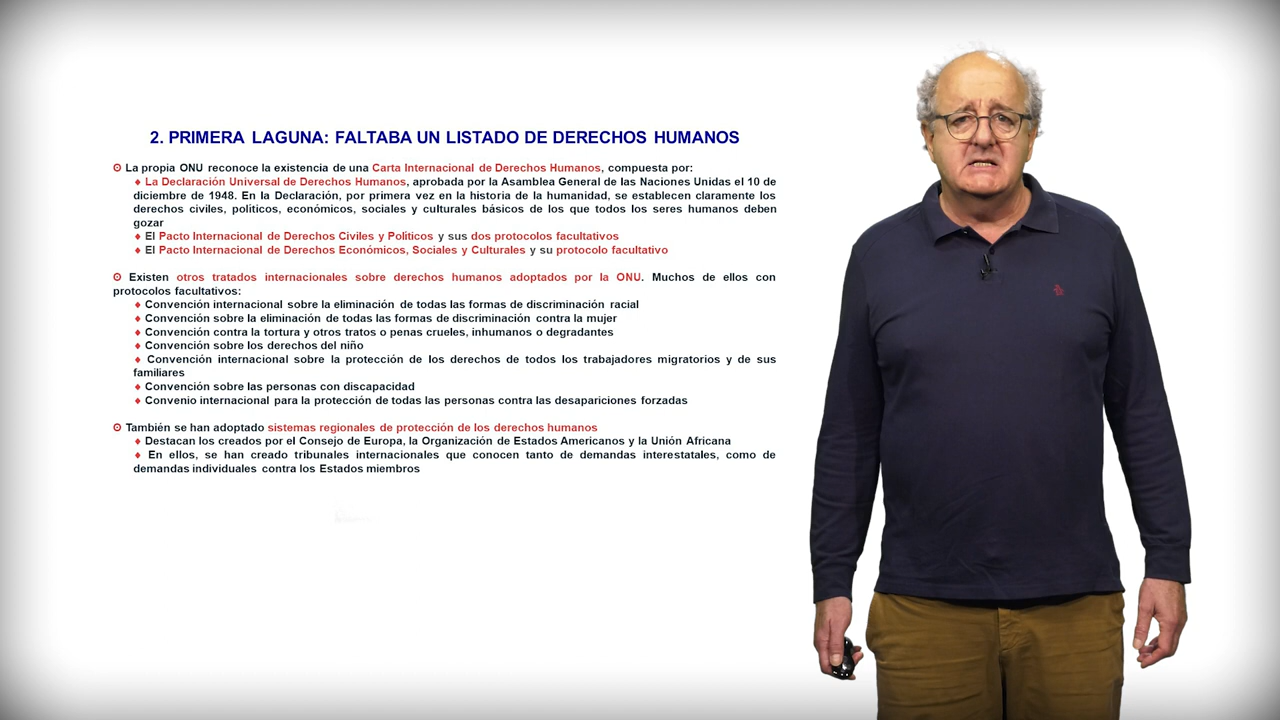 2. PRIMERA LAGUNA: FALTABA UN LISTADO DE DERECHOS HUMANOS
⊙ La propia ONU reconoce la existencia de una Carta Internacional de Derechos Humanos, compuesta por:
♦ La Declaración Universal de Derechos Humanos, aprobada por la Asamblea General de las Naciones Unidas el 10 de
diciembre de 1948. En la Declaración, por primera vez en la historia de la humanidad, se establecen claramente los
derechos civiles, politicos, económicos, sociales y culturales básicos de los que todos los seres humanos deben
gozar
♦ El Pacto Internacional de Derechos Civiles y Políticos y sus dos protocolos facultativos
♦ El Pacto Internacional de Derechos Económicos, Sociales y Culturales y su protocolo facultativo
⊙ Existen otros tratados internacionales sobre derechos humanos adoptados por la ONU. Muchos de ellos con
protocolos facultativos:
♦ Convención internacional sobre la eliminación de todas las formas de discriminación racial
♦ Convención sobre la eliminación de todas las formas de discriminación contra la mujer
♦ Convención contra la tortura y otros tratos o penas crueles, inhumanos o degradantes
♦ Convención sobre los derechos del niño
♦ Convención internacional sobre la protección de los derechos de todos los trabajadores migratorios y de sus
familiares
♦ Convención sobre las personas con discapacidad
♦ Convenio internacional para la protección de todas las personas contra las desapariciones forzadas
⊙ También se han adoptado sistemas regionales de protección de los derechos humanos
♦ Destacan los creados por el Consejo de Europa, la Organización de Estados Americanos y la Unión Africana
♦ En ellos, se han creado tribunales internacionales que conocen tanto de demandas interestatales, como de
demandas individuales contra los Estados miembros